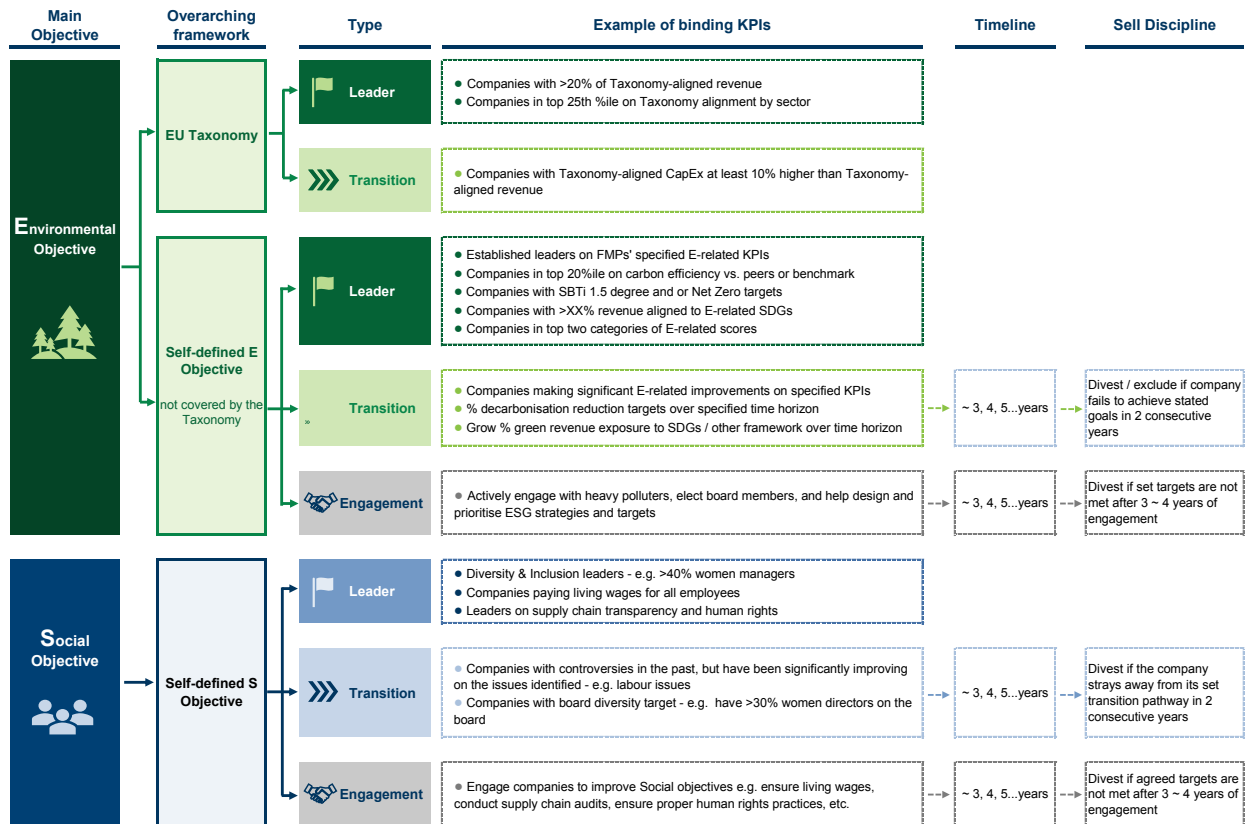 Main
Objective
Overarching
framework
Type
Example of binding KPIs
Timeline
Sell Discipline
Environmental
Objective
EU Taxonomy
Leader
● Companies with >20% of Taxonomy-aligned revenue
● Companies in top 25th %ile on Taxonomy alignment by sector
Transition
● Companies with Taxonomy-aligned CapEx at least 10% higher than Taxonomy-
aligned revenue
Self-defined E
Objective
not covered by the
Taxonomy
Leader
● Established leaders on FMPs' specified E-related KPIs
● Companies in top 20%ile on carbon efficiency vs. peers or benchmark
● Companies with SBTi 1.5 degree and or Net Zero targets
● Companies with >XX% revenue aligned to E-related SDGs
● Companies in top two categories of E-related scores
Transition
»
● Companies making significant E-related improvements on specified KPIs
● % decarbonisation reduction targets over specified time horizon
● Grow % green revenue exposure to SDGs / other framework over time horizon
~ 3, 4, 5...years
Divest / exclude if company
fails to achieve stated
goals in 2 consecutive
years
Engagement
● Actively engage with heavy polluters, elect board members, and help design and
prioritise ESG strategies and targets
~ 3, 4, 5...years
Divest if set targets are not
met after 3 ~ 4 years of
engagement
Social
Objective
Self-defined S
Objective
Leader
● Diversity & Inclusion leaders - e.g. >40% women managers
● Companies paying living wages for all employees
● Leaders on supply chain transparency and human rights
Transition
● Companies with controversies in the past, but have been significantly improving
on the issues identified - e.g. labour issues
● Companies with board diversity target - e.g. have >30% women directors on the
board
~ 3, 4, 5...years
Divest if the company
strays away from its set
transition pathway in 2
consecutive years
Engagement
● Engage companies to improve Social objectives e.g. ensure living wages,
conduct supply chain audits, ensure proper human rights practices, etc.
~ 3, 4, 5...years
Divest if agreed targets are
not met after 3 ~ 4 years of
engagement